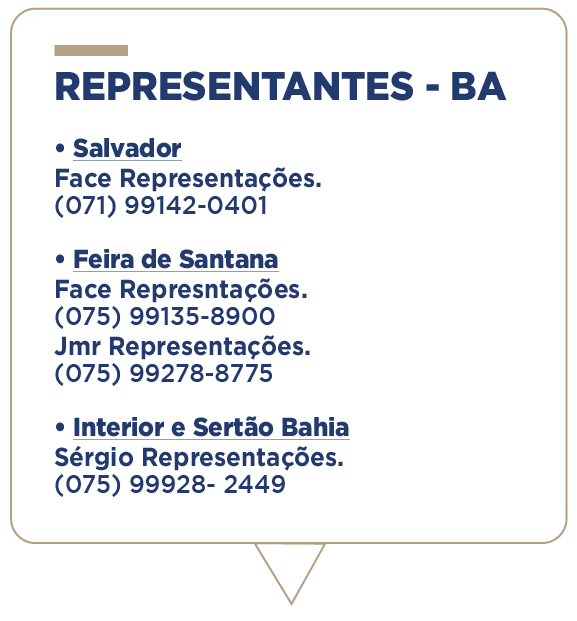 REPRESENTANTES - BA
• Salvador
Face Representações.
(071) 99142-0401
• Feira de Santana
Face Represntações.
(075) 99135-8900
Jmr Representações.
(075) 99278-8775
• Interior e Sertão Bahia
Sérgio Representações.
(075) 99928- 2449